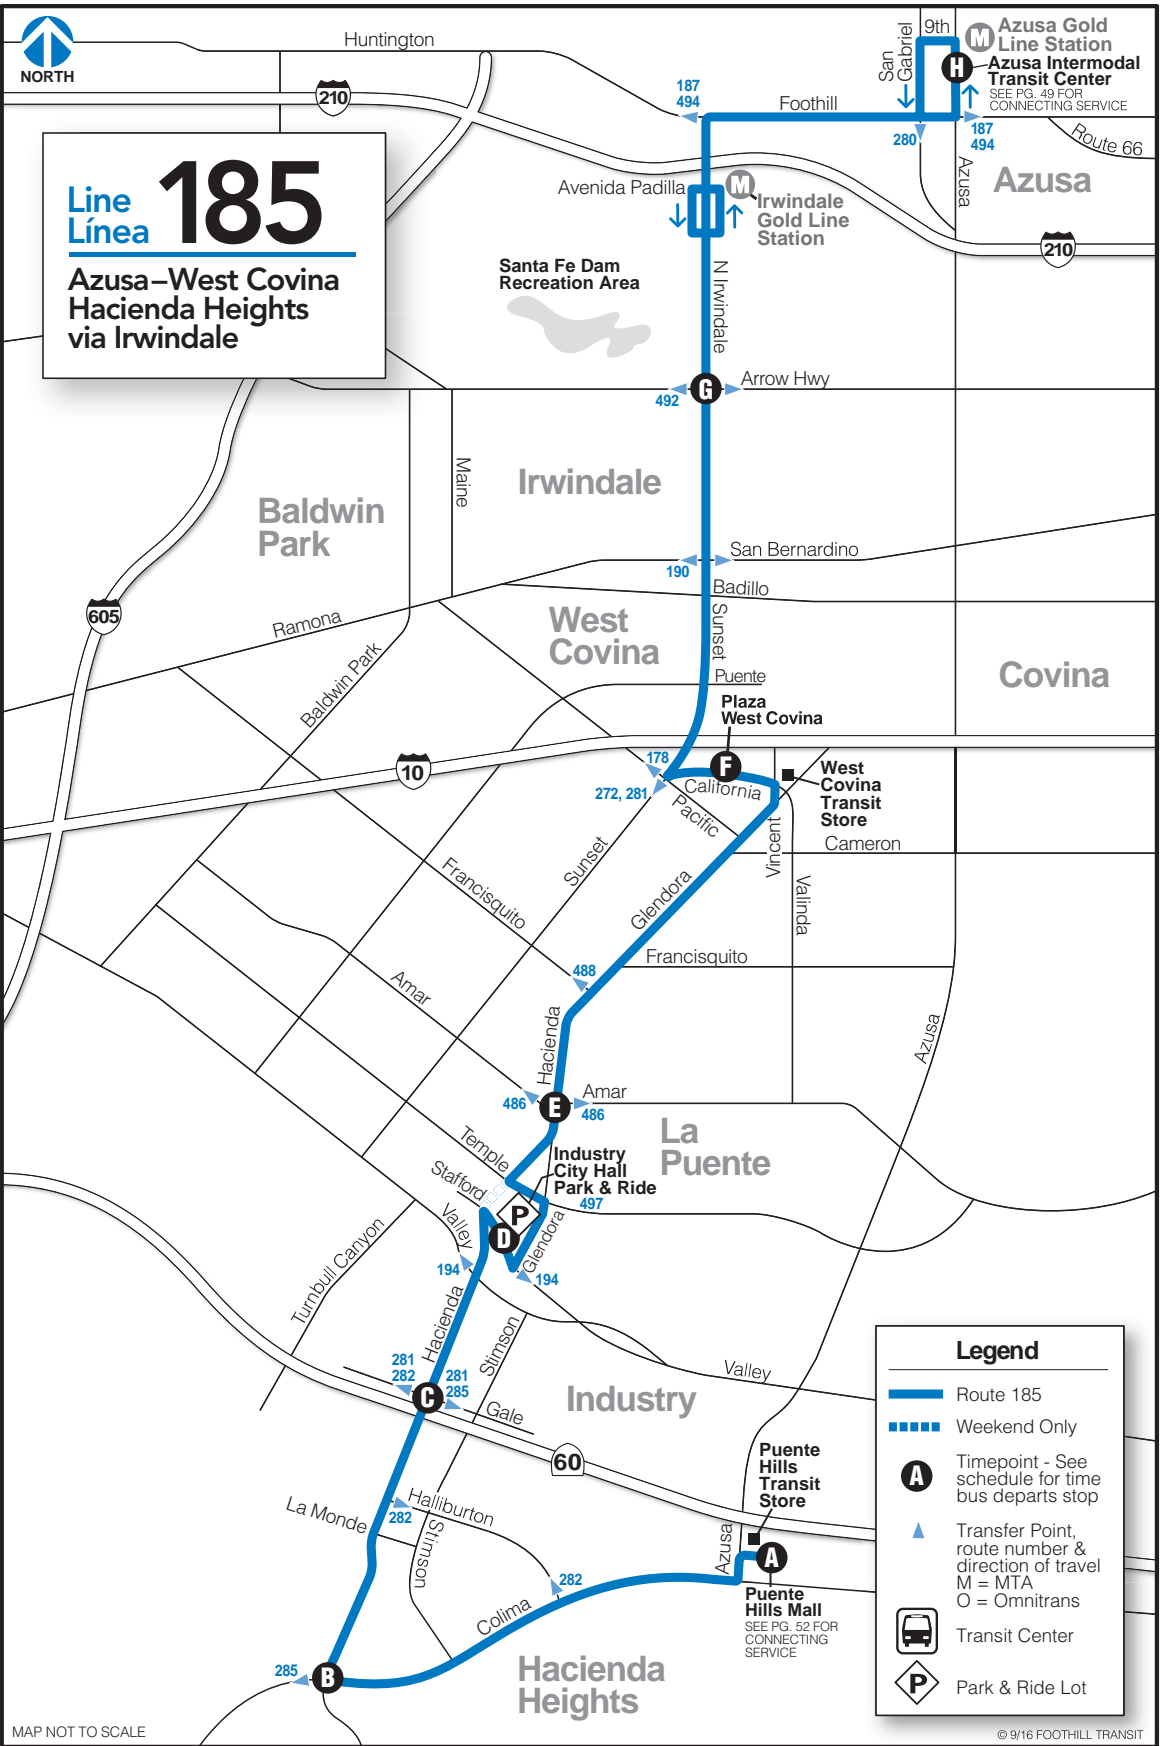 NORTH
Huntington
210
187
494
Foothill
San
Gabriel
9th
M
Azusa Gold
Line Station
H
Azusa Intermodal
Transit Center
SEE PG. 49 FOR
CONNECTING SERVICE
280
187
494
Route 66
Azusa
Azusa
210
Line
Línea
185
Azusa–West Covina
Hacienda Heights
via Irwindale
Avenida Padilla
M
Irwindale
Gold Line
Station
Santa Fe Dam
Recreation Area
N Irwindale
G
Arrow Hwy
492
Maine
Irwindale
Baldwin
Park
San Bernardino
190
Badillo
605
Ramona
Baldwin Park
West
Covina
Sunset
Covina
Puente
Plaza
West Covina
10
178
272, 281
F
California
Pacific
West
Covina
Transit
Store
Vincent
Cameron
Valinda
Sunset
Francisquito
Glendora
Francisquito
488
Amar
Hacienda
Azusa
486
E
Amar
486
La
Puente
Temple
Stafford
Industry
City Hall
Park & Ride
497
P
D
Glendora
Valley
194
194
Turnbull Canyon
Hacienda
Stimson
281
282
281
285
C
Gale
Valley
Industry
60
Puente
Hills
Transit
Store
La Monde
Halliburton
282
Stimson
Azusa
A
Puente
Hills Mall
SEE PG. 52 FOR
CONNECTING
SERVICE
282
Colima
285
B
Hacienda
Heights
Legend
Route 185
Weekend Only
A
Timepoint - See
schedule for time
bus departs stop
Transfer Point,
route number &
direction of travel
M = MTA
O = Omnitrans
Transit Center
P
Park & Ride Lot
MAP NOT TO SCALE
© 9/16 FOOTHILL TRANSIT